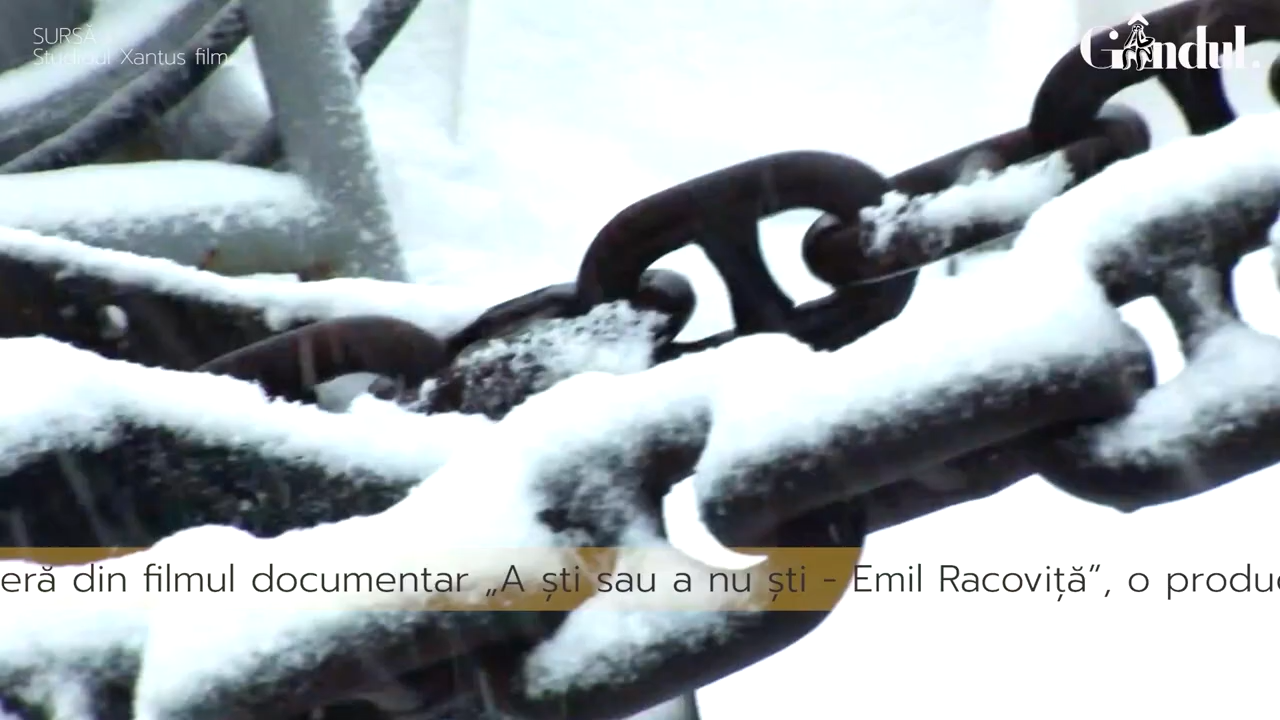 SURSĂ
Studioul Xantus film
Gândul.
eră din filmul documentar „A ști sau a nu ști - Emil Racoviță”, o produc